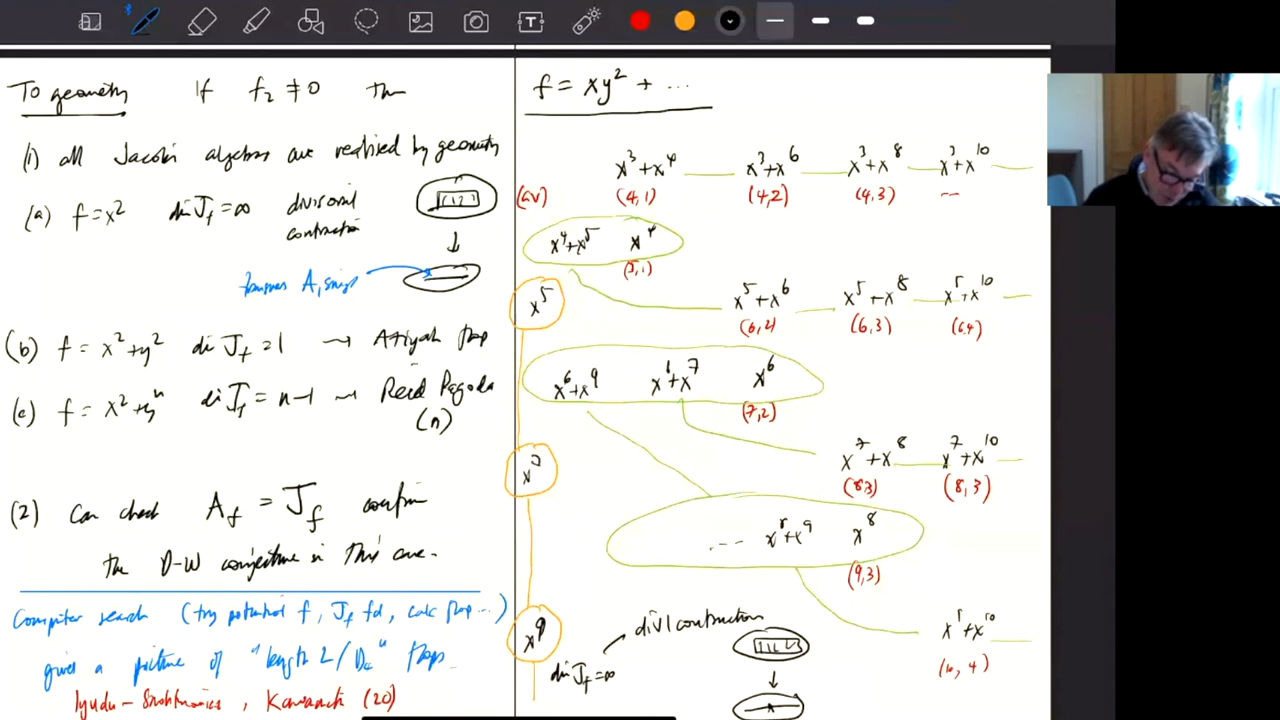 To geometry If f₂ ≠ 0 then
(1) all Jacobi algebras are realised by geometry
(a) f = x² dim J_f = ∞ divisorial contraction
A₁
(b) f = x² + y² dim J_f = 1 ⇝ Atiyah flop
(c) f = x² + yⁿ dim J_f = n-1 ⇝ Reid Pagoda
(n)
(2) Can check A_f = J_f confirm
the D-W conjecture in this case.
Computer search (try potential f, J_f fd, calc flop...)
gives a picture of "length 2/D₄" flops
Iyudu-Smoktunowicz, Kawamata (20)
f = xy² + ...
x³+x⁴ x³+x⁶ x³+x⁸ x³+x¹⁰
(4,1) (4,2) (4,3) ...
x⁴+x⁵ x⁴
(5,1)
x⁵
x⁵+x⁶ x⁵+x⁸ x⁵+x¹⁰
(6,2) (6,3) (6,4)
x⁶+x⁹ x⁶+x⁷ x⁶
(7,2)
x⁷
x⁷+x⁸ x⁷+x¹⁰
(8,3) (8,3)
... x⁸+x⁹ x⁸
(9,3)
x⁹
div'l contraction
dim J_f = ∞
x⁹+x¹⁰
(10, 4)